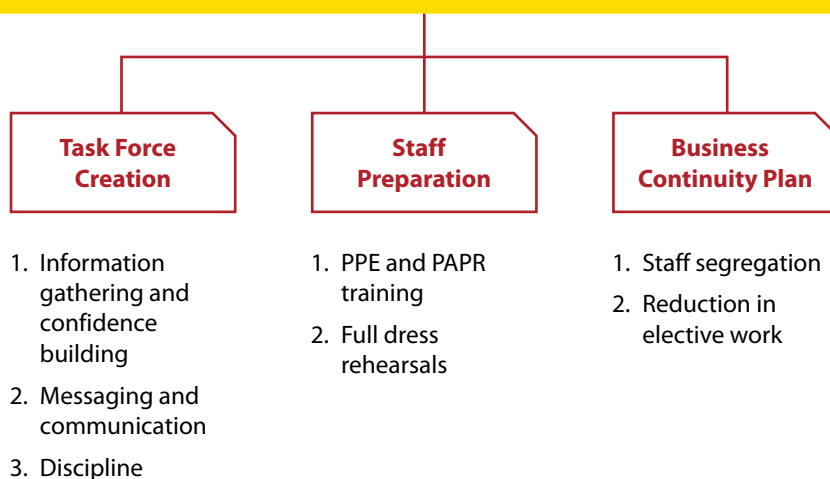 Task Force
Creation
1. Information
gathering and
confidence
building
2. Messaging and
communication
3. Discipline
Staff
Preparation
1. PPE and PAPR
training
2. Full dress
rehearsals
Business
Continuity Plan
1. Staff segregation
2. Reduction in
elective work